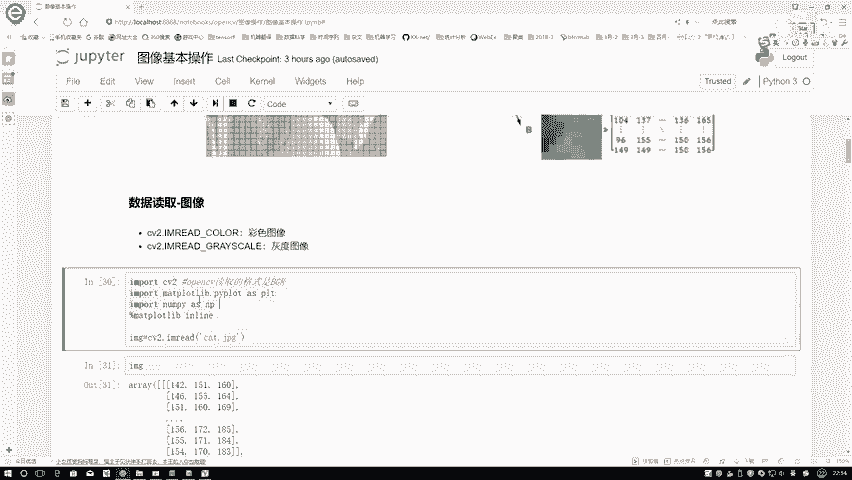 图像基本操作
http://localhost:8888/notebooks/opencv/图像基本操作/图像基本操作.ipynb#
jupyter 图像基本操作 Last Checkpoint: 3 hours ago (autosaved)
Logout
File Edit View Insert Cell Kernel Widgets Help
Trusted Python 3
Code
104 137 ~ 136 165
B
96 155 ~ 150 156
149 149 ~ 158 156
数据读取-图像
cv2.IMREAD_COLOR：彩色图像
cv2.IMREAD_GRAYSCALE：灰度图像
In [30]: import cv2 #opencv读取的格式是BGR
import matplotlib.pyplot as plt
import numpy as np
%matplotlib inline
img=cv2.imread('cat.jpg')
In [31]: img
Out[31]: array([[[142, 151, 160],
[146, 155, 164],
[151, 160, 169],
...,
[156, 172, 185],
[155, 171, 184],
[154, 170, 183]],
22:54